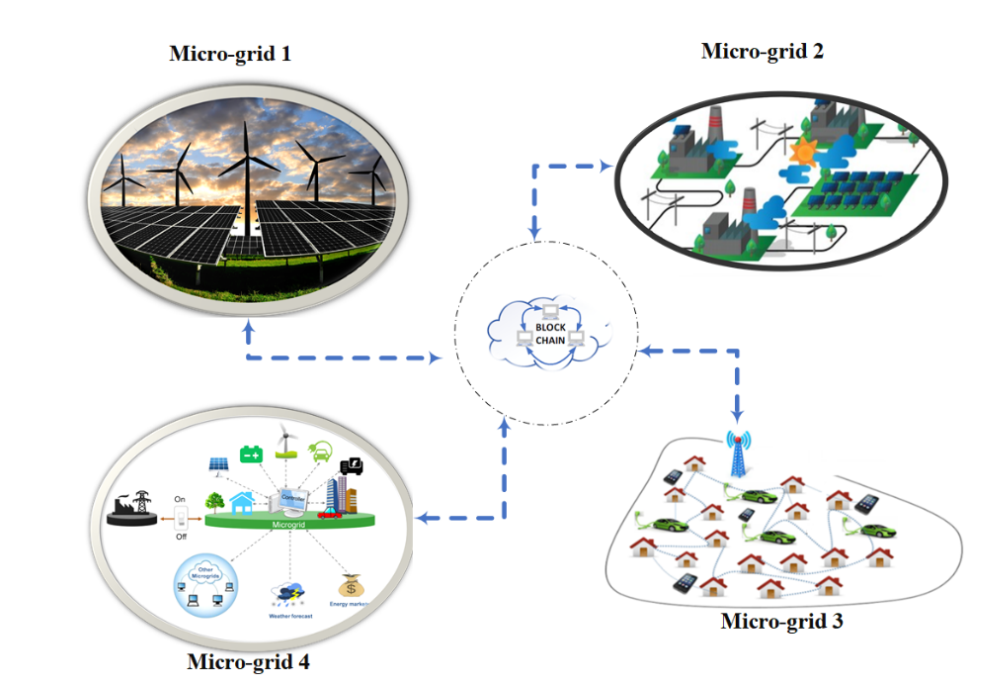 Micro-grid 1
Micro-grid 2
BLOCK
CHAIN
On
Off
Controller
Microgrid
Other
Microgrids
Weather forecast
Energy marke
Micro-grid 3
Micro-grid 4